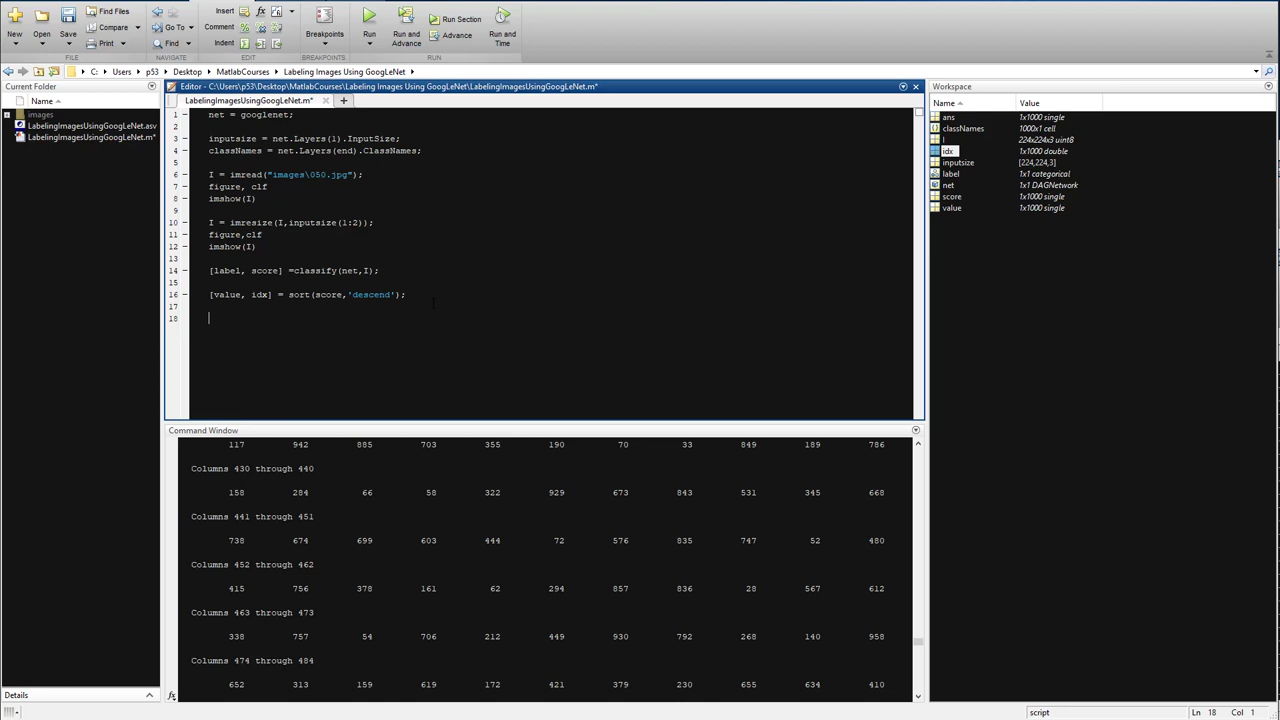 New
Open
Save
Find Files
Compare
Print
FILE
Go To
Find
NAVIGATE
Insert
Comment
Indent
fx
EDIT
Breakpoints
BREAKPOINTS
Run
Run and Advance
Run Section
Advance
Run and Time
RUN
C: Users p53 Desktop MatlabCourses Labeling Images Using GoogLeNet
Current Folder
Name
images
LabelingImagesUsingGoogLeNet.asv
LabelingImagesUsingGoogLeNet.m*
Details
Editor - C:\Users\p53\Desktop\MatlabCourses\Labeling Images Using GoogLeNet\LabelingImagesUsingGoogLeNet.m*
LabelingImagesUsingGoogLeNet.m*
1 net = googlenet;
2
3 inputsize = net.Layers(1).InputSize;
4 classNames = net.Layers(end).ClassNames;
5
6 I = imread("images\050.jpg");
7 figure, clf
8 imshow(I)
9
10 I = imresize(I,inputsize(1:2));
11 figure,clf
12 imshow(I)
13
14 [label, score] =classify(net,I);
15
16 [value, idx] = sort(score,'descend');
17
18
Command Window
117 942 885 703 355 190 70 33 849 189 786
Columns 430 through 440
158 284 66 58 322 929 673 843 531 345 668
Columns 441 through 451
738 674 699 603 444 72 576 835 747 52 480
Columns 452 through 462
415 756 378 161 62 294 857 836 28 567 612
Columns 463 through 473
338 757 54 706 212 449 930 792 268 140 958
Columns 474 through 484
652 313 159 619 172 421 379 230 655 634 410
fx
Workspace
Name Value
ans 1x1000 single
classNames 1000x1 cell
I 224x224x3 uint8
idx 1x1000 double
inputsize [224,224,3]
label 1x1 categorical
net 1x1 DAGNetwork
score 1x1000 single
value 1x1000 single
script Ln 18 Col 1